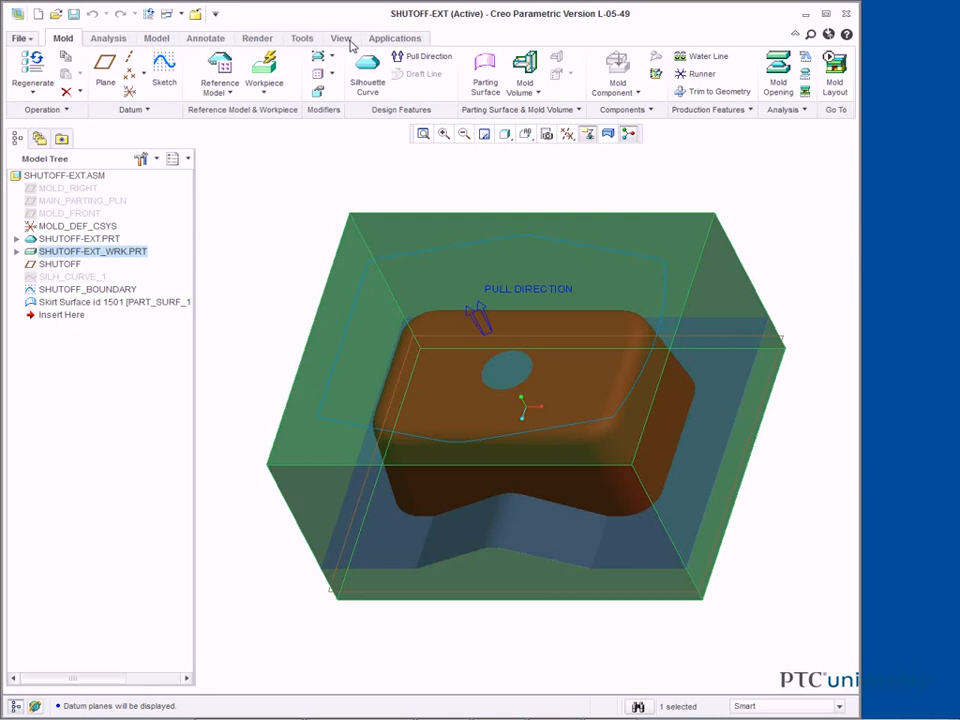 SHUTOFF-EXT (Active) - Creo Parametric Version L-05-49
File Mold Analysis Model Annotate Render Tools View Applications
Regenerate Plane Sketch Reference Model Workpiece Silhouette Curve Pull Direction Draft Line Parting Surface Mold Volume Mold Component Water Line Runner Trim to Geometry Mold Opening Mold Layout
Operation Datum Reference Model & Workpiece Modifiers Design Features Parting Surface & Mold Volume Components Production Features Analysis Go To
Model Tree
SHUTOFF-EXT.ASM
MOLD_RIGHT
MAIN_PARTING_PLN
MOLD_FRONT
MOLD_DEF_CSYS
SHUTOFF-EXT.PRT
SHUTOFF-EXT_WRK.PRT
SHUTOFF
SILH_CURVE_1
SHUTOFF_BOUNDARY
Skirt Surface id 1501 [PART_SURF_1
Insert Here
PULL DIRECTION
Datum planes will be displayed.
1 selected
Smart